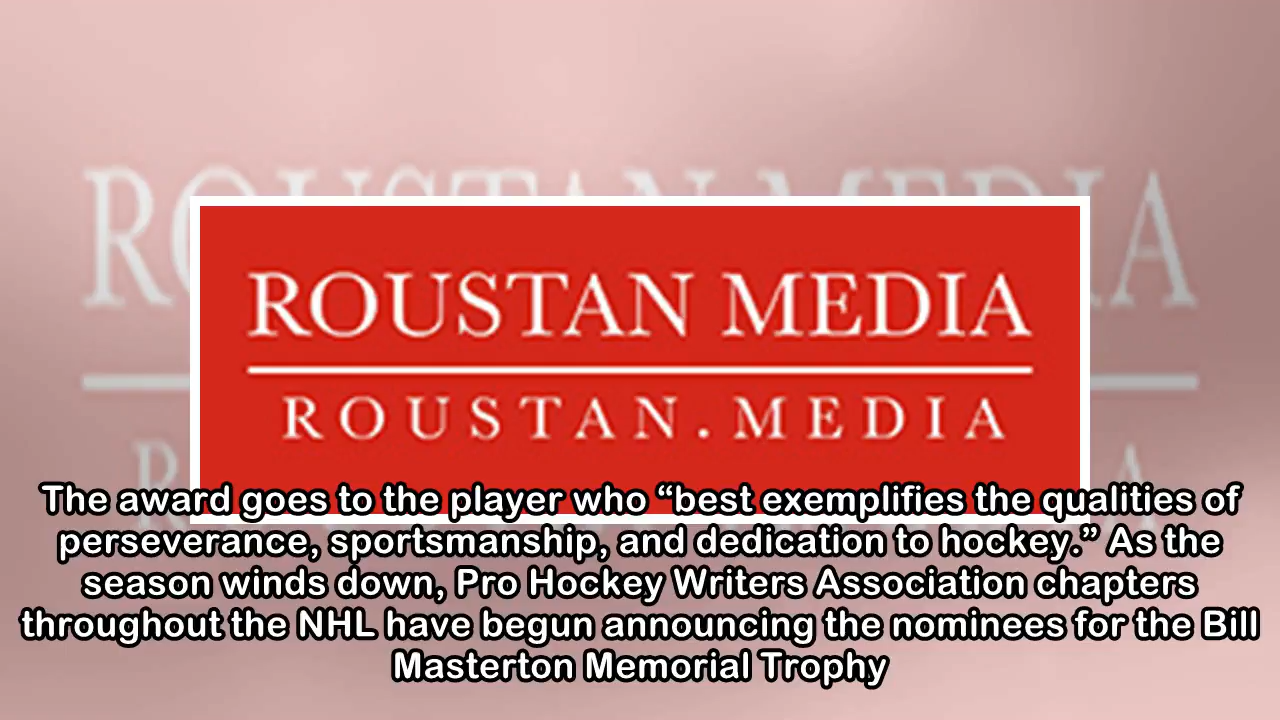 ROUSTAN MEDIA
ROUSTAN.MEDIA
The award goes to the player who “best exemplifies the qualities of
perseverance, sportsmanship, and dedication to hockey.” As the
season winds down, Pro Hockey Writers Association chapters
throughout the NHL have begun announcing the nominees for the Bill
Masterton Memorial Trophy